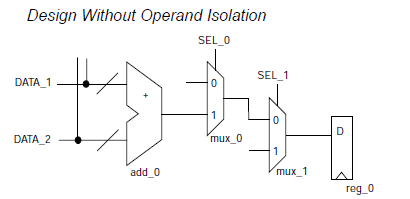 Design Without Operand Isolation
SEL_0
SEL_1
DATA_1
0
+
1
0
D
DATA_2
mux_0
1
add_0
mux_1
reg_0